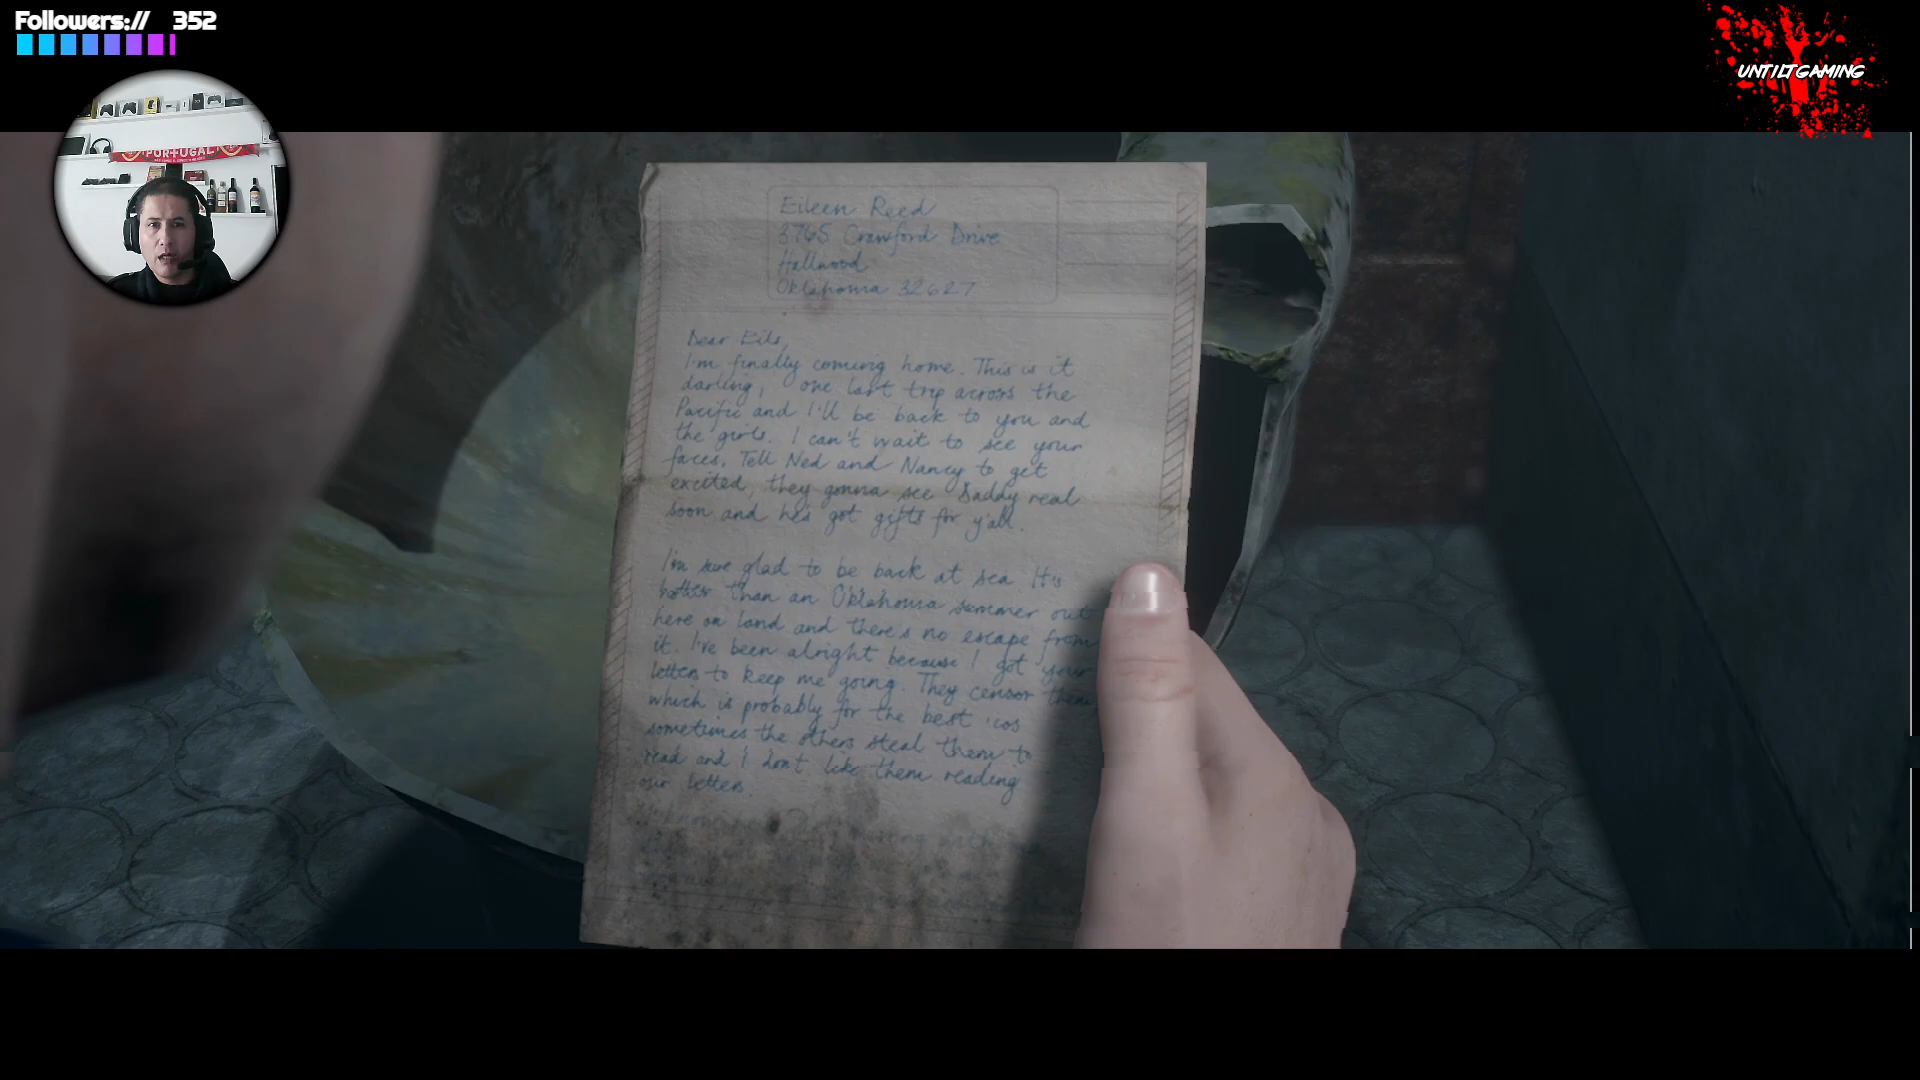 Followers:// 352
UNTILTGAMING
PORTUGAL
Eileen Reed
3765 Crawford Drive
Hallwood
Oklahoma 32627
Dear Eils,
I'm finally coming home. This is it
darling, one last trip across the
Pacific and I'll be back to you and
the girls. I can't wait to see your
faces. Tell Ned and Nancy to get
excited, they gonna see Daddy real
soon and he's got gifts for y'all.
I'm sure glad to be back at sea It's
hotter than an Oklahoma summer out
here on land and there's no escape from
it. I've been alright because I got your
letters to keep me going. They censor them
which is probably for the best 'cos
sometimes the others steal them to
read and I don't like them reading
our letters.